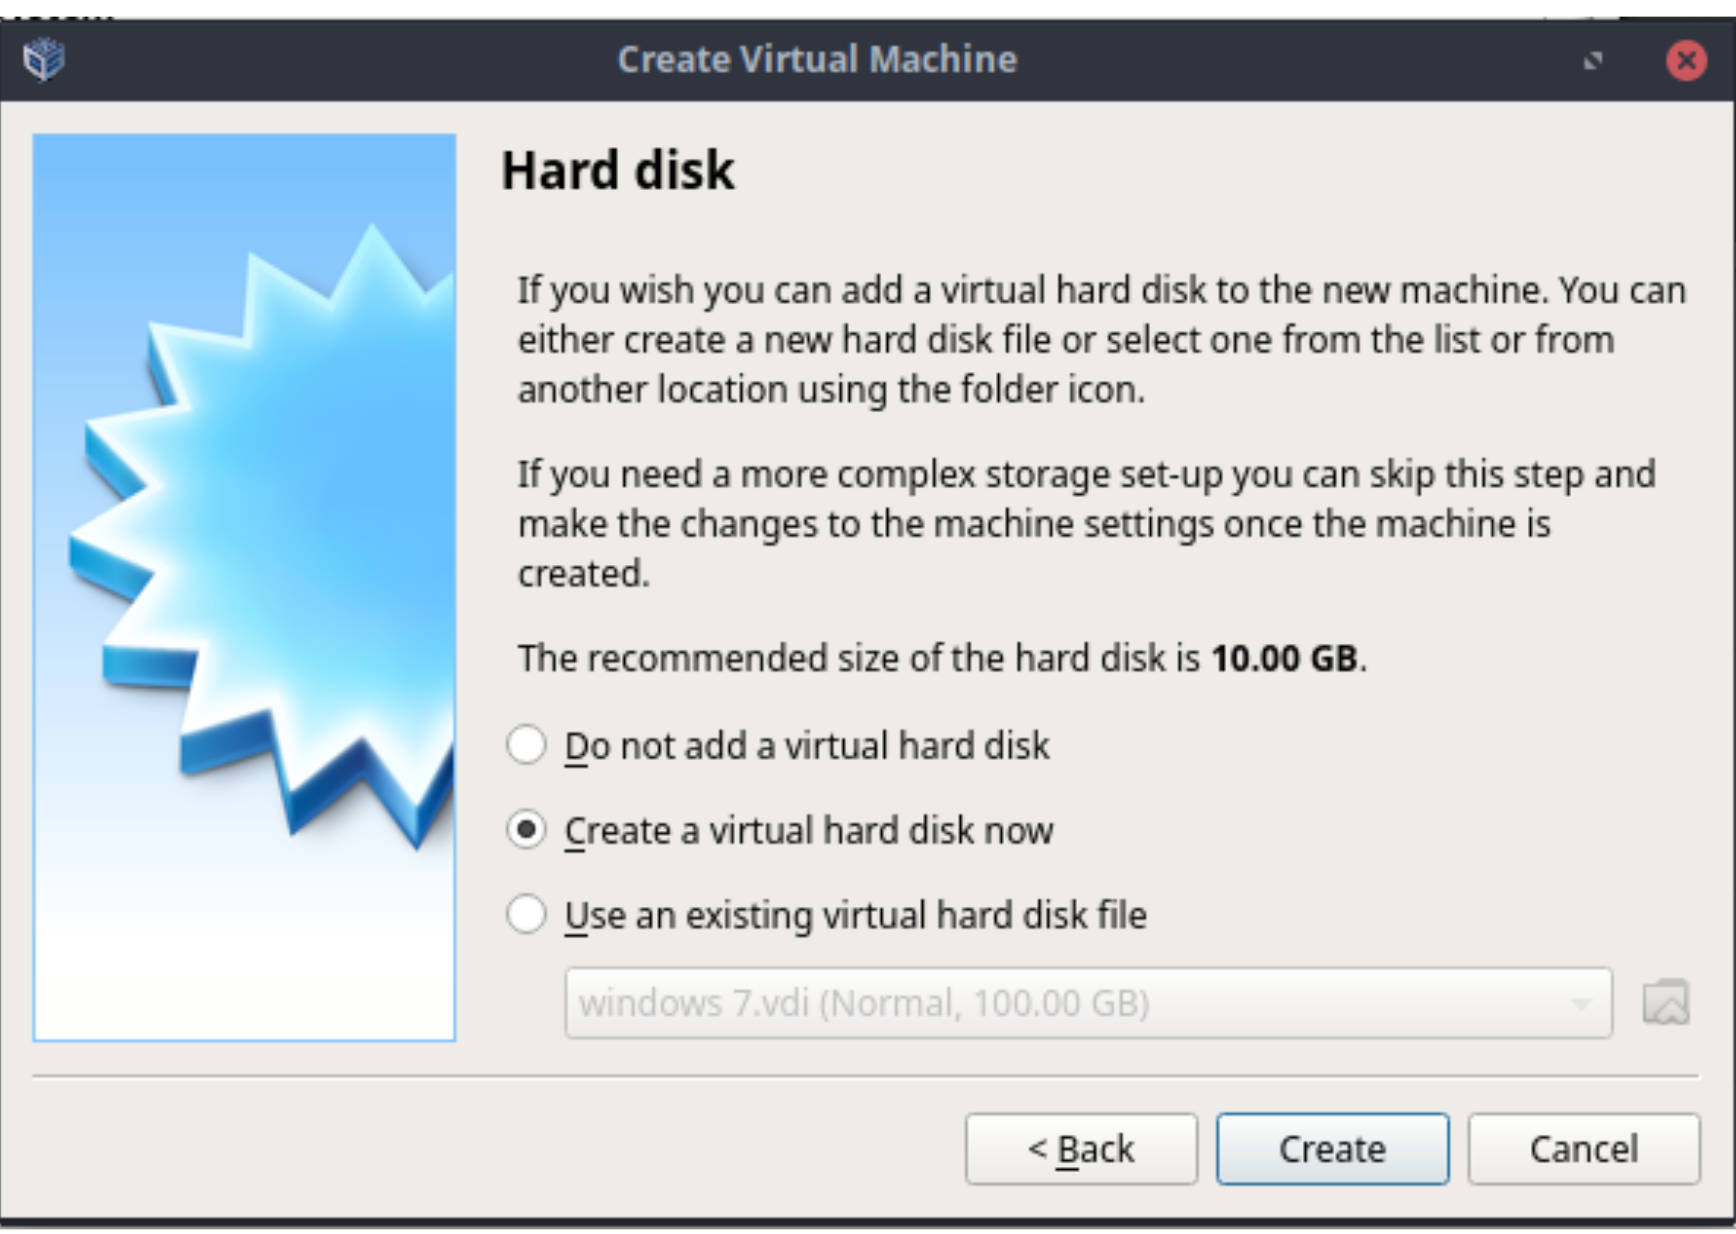 Create Virtual Machine
Hard disk
If you wish you can add a virtual hard disk to the new machine. You can
either create a new hard disk file or select one from the list or from
another location using the folder icon.
If you need a more complex storage set-up you can skip this step and
make the changes to the machine settings once the machine is
created.
The recommended size of the hard disk is 10.00 GB.
Do not add a virtual hard disk
Create a virtual hard disk now
Use an existing virtual hard disk file
windows 7.vdi (Normal, 100.00 GB)
< Back
Create
Cancel